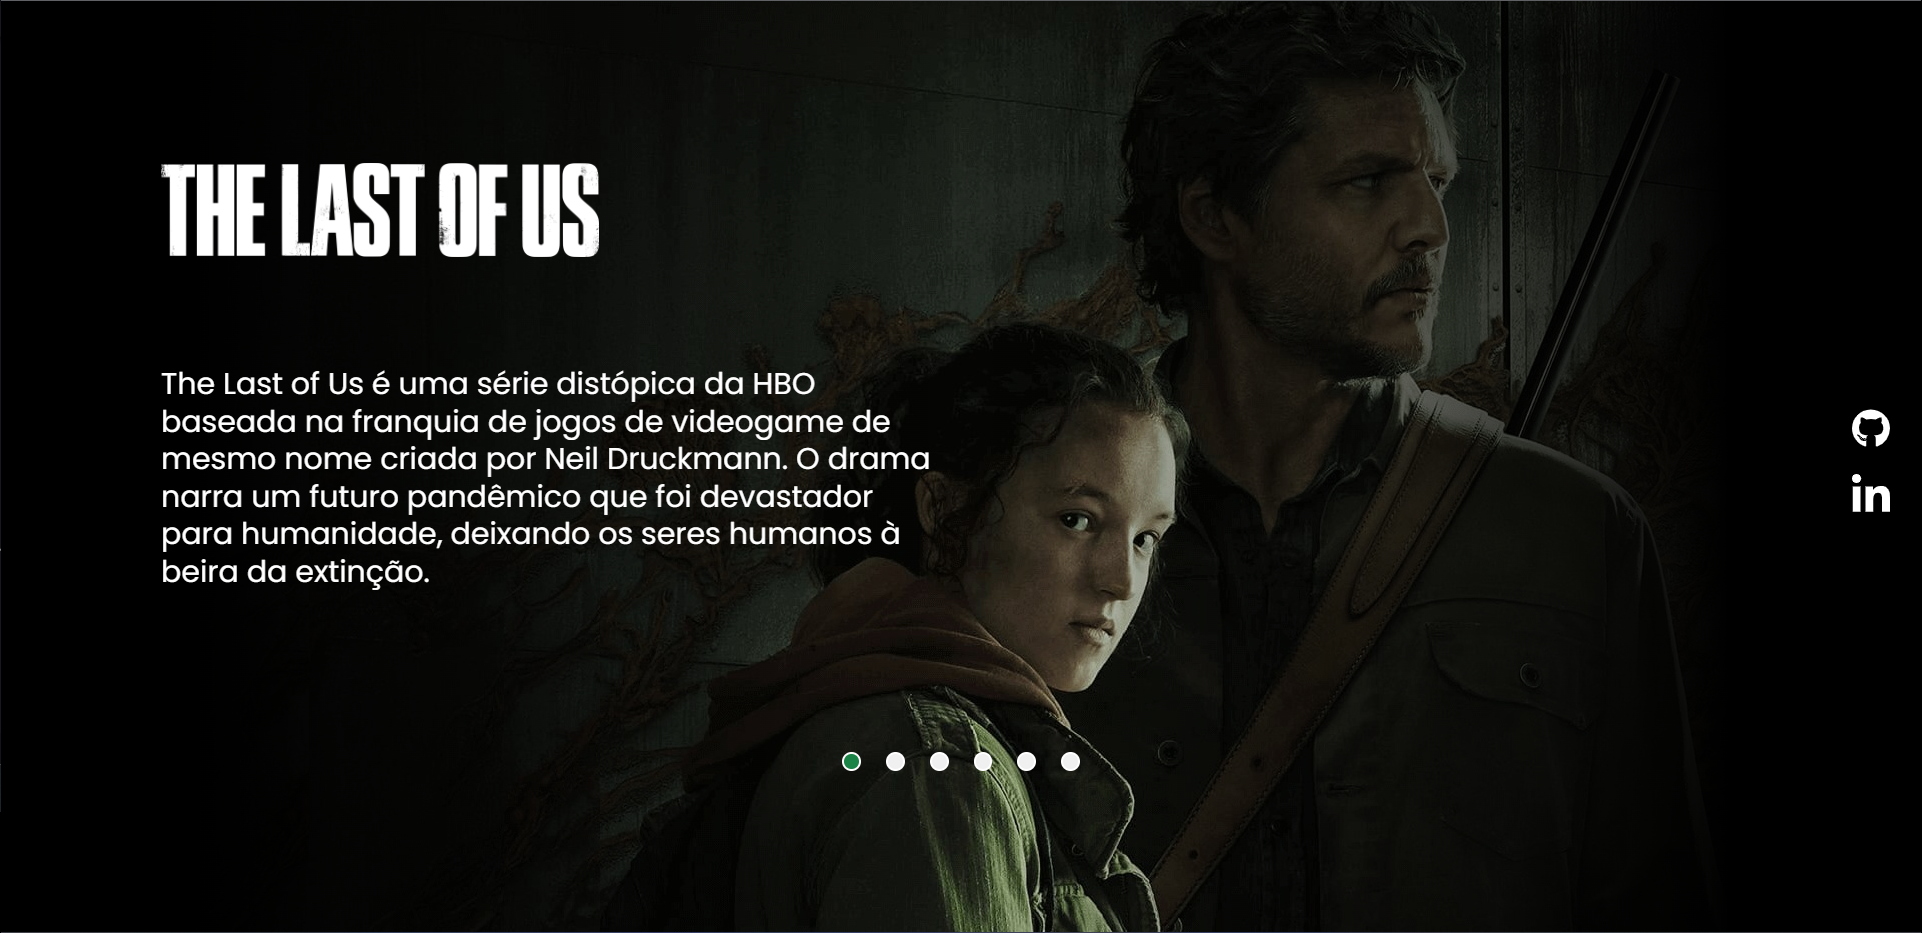 THE LAST OF US
The Last of Us é uma série distópica da HBO
baseada na franquia de jogos de videogame de
mesmo nome criada por Neil Druckmann. O drama
narra um futuro pandêmico que foi devastador
para humanidade, deixando os seres humanos à
beira da extinção.
in